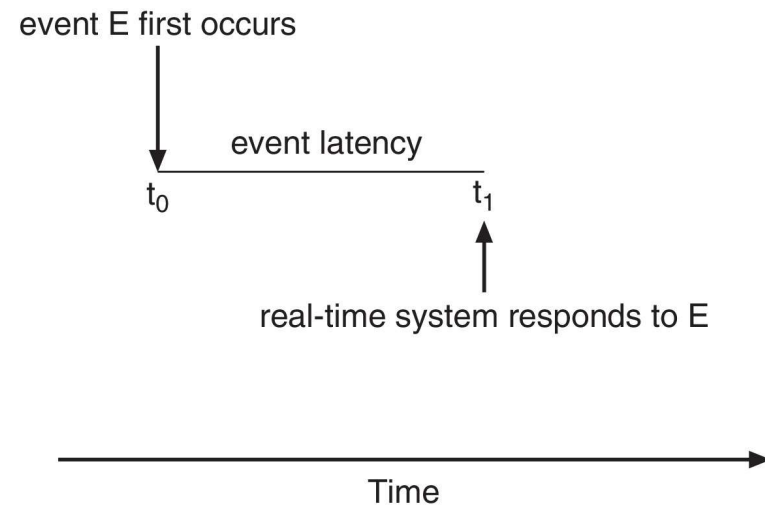 event E first occurs
event latency
t₀
t₁
real-time system responds to E
Time